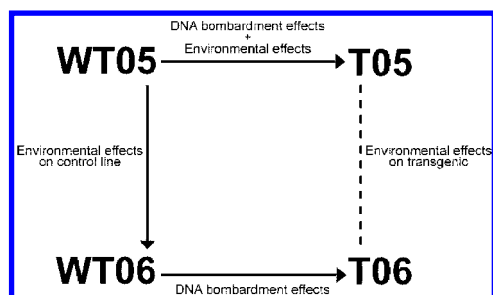 DNA bombardment effects
+
Environmental effects
WT05
T05
Environmental effects
on control line
Environmental effects
on transgenic
WT06
T06
DNA bombardment effects